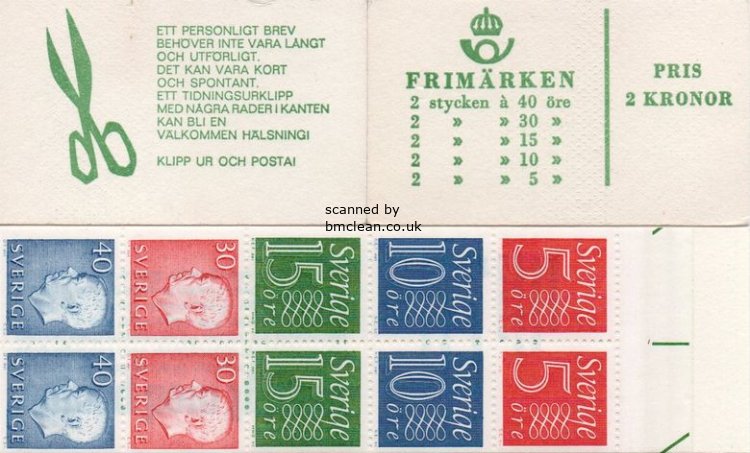 ETT PERSONLIGT BREV
BEHÖVER INTE VARA LÅNGT
OCH UTFÖRLIGT.
DET KAN VARA KORT
OCH SPONTANT.
ETT TIDNINGSURKLIPP
MED NÅGRA RADER I KANTEN
KAN BLI EN
VÄLKOMMEN HÄLSNING!
KLIPP UR OCH POSTA!
FRIMÄRKEN
2 stycken à 40 öre
2 » » 30 »
2 » » 15 »
2 » » 10 »
2 » » 5 »
PRIS
2 KRONOR
scanned by
bmclean.co.uk
SVERIGE 40
SVERIGE 30
Sverige 15 öre
Sverige 10 öre
Sverige 5 öre
SVERIGE 40
SVERIGE 30
Sverige 15 öre
Sverige 10 öre
Sverige 5 öre